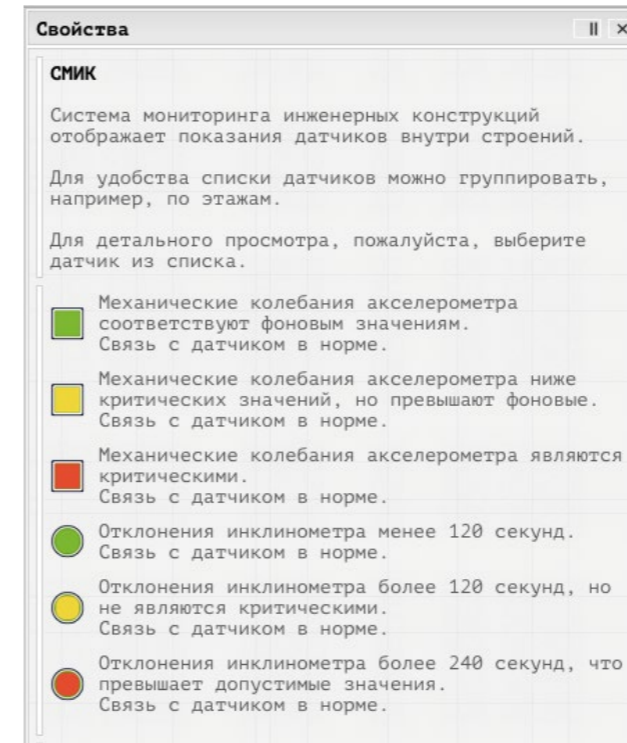 Свойства
СМИК
Система мониторинга инженерных конструкций
отображает показания датчиков внутри строений.
Для удобства списки датчиков можно группировать,
например, по этажам.
Для детального просмотра, пожалуйста, выберите
датчик из списка.
Механические колебания акселерометра
соответствуют фоновым значениям.
Связь с датчиком в норме.
Механические колебания акселерометра ниже
критических значений, но превышают фоновые.
Связь с датчиком в норме.
Механические колебания акселерометра являются
критическими.
Связь с датчиком в норме.
Отклонения инклинометра менее 120 секунд.
Связь с датчиком в норме.
Отклонения инклинометра более 120 секунд, но
не являются критическими.
Связь с датчиком в норме.
Отклонения инклинометра более 240 секунд, что
превышает допустимые значения.
Связь с датчиком в норме.